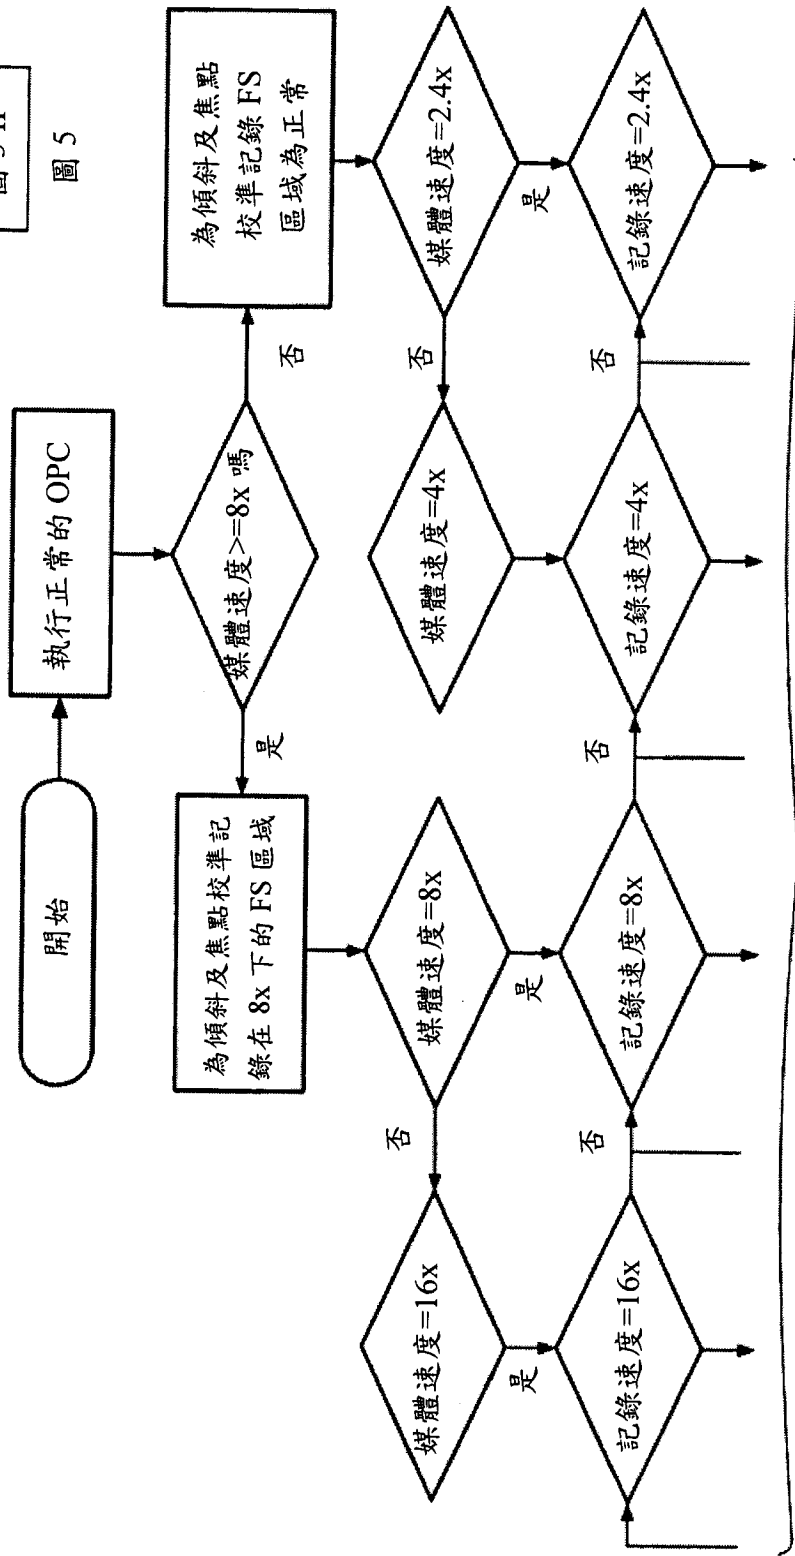 圖 5
開始
執行正常的 OPC
為傾斜及焦點校準記
錄在 8x 下的 FS 區域
是
媒體速度>=8x 嗎
否
為傾斜及焦點
校準記錄 FS
區域為正常
媒體速度=16x
否
媒體速度=8x
媒體速度=4x
否
媒體速度=2.4x
是
是
是
記錄速度=16x
否
記錄速度=8x
否
記錄速度=4x
否
記錄速度=2.4x